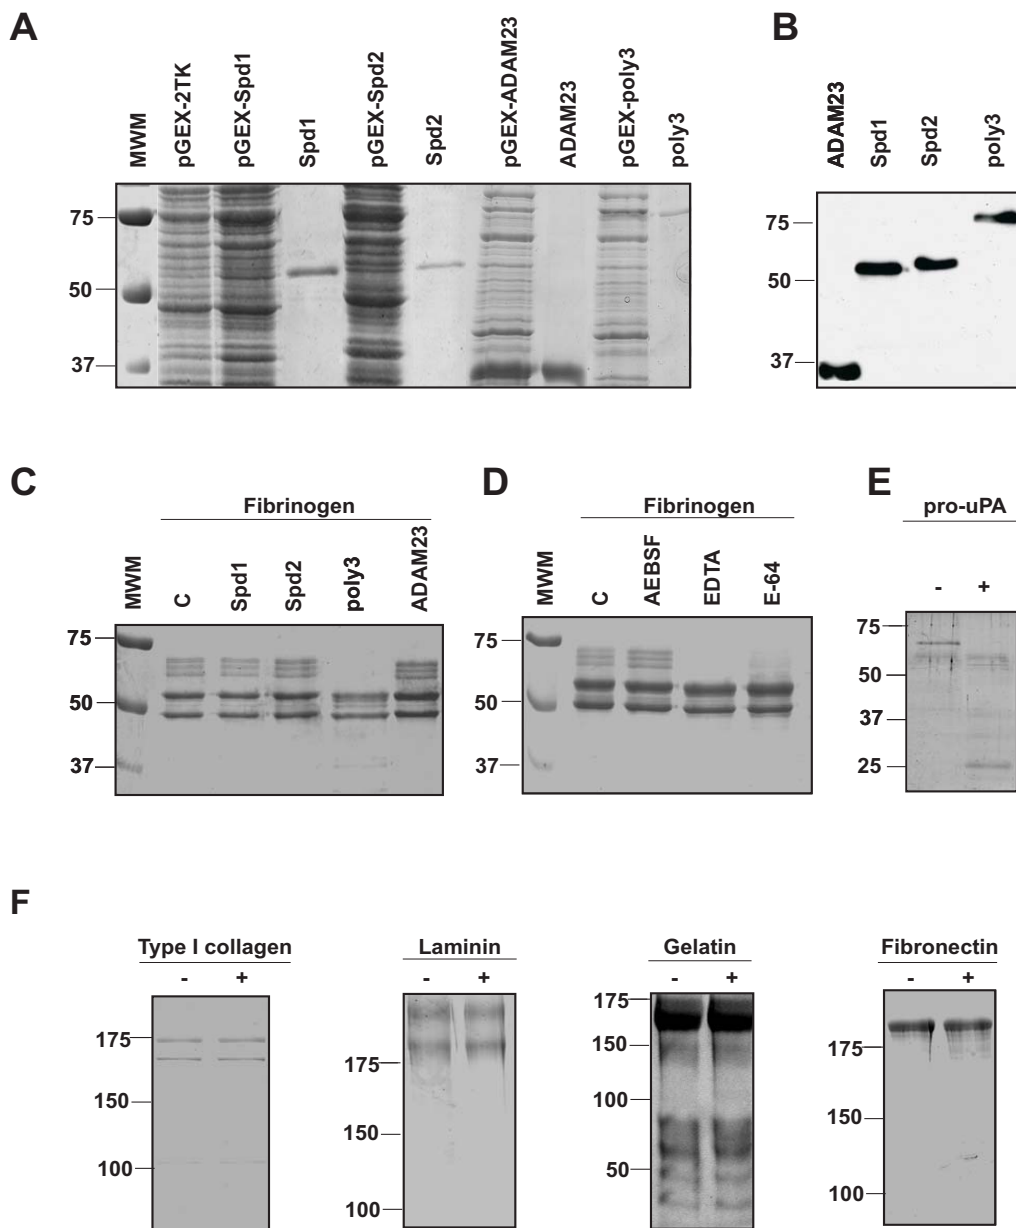 A
MWM
pGEX-2TK
pGEX-Spd1
Spd1
pGEX-Spd2
Spd2
pGEX-ADAM23
ADAM23
pGEX-poly3
poly3
75
50
37
B
ADAM23
Spd1
Spd2
poly3
75
50
37
C
Fibrinogen
MWM
C
Spd1
Spd2
poly3
ADAM23
75
50
37
D
Fibrinogen
MWM
C
AEBSF
EDTA
E-64
75
50
37
E
pro-uPA
- +
75
50
37
25
F
Type I collagen
- +
175
150
100
Laminin
- +
175
150
100
Gelatin
- +
175
150
100
50
Fibronectin
- +
175
150
100